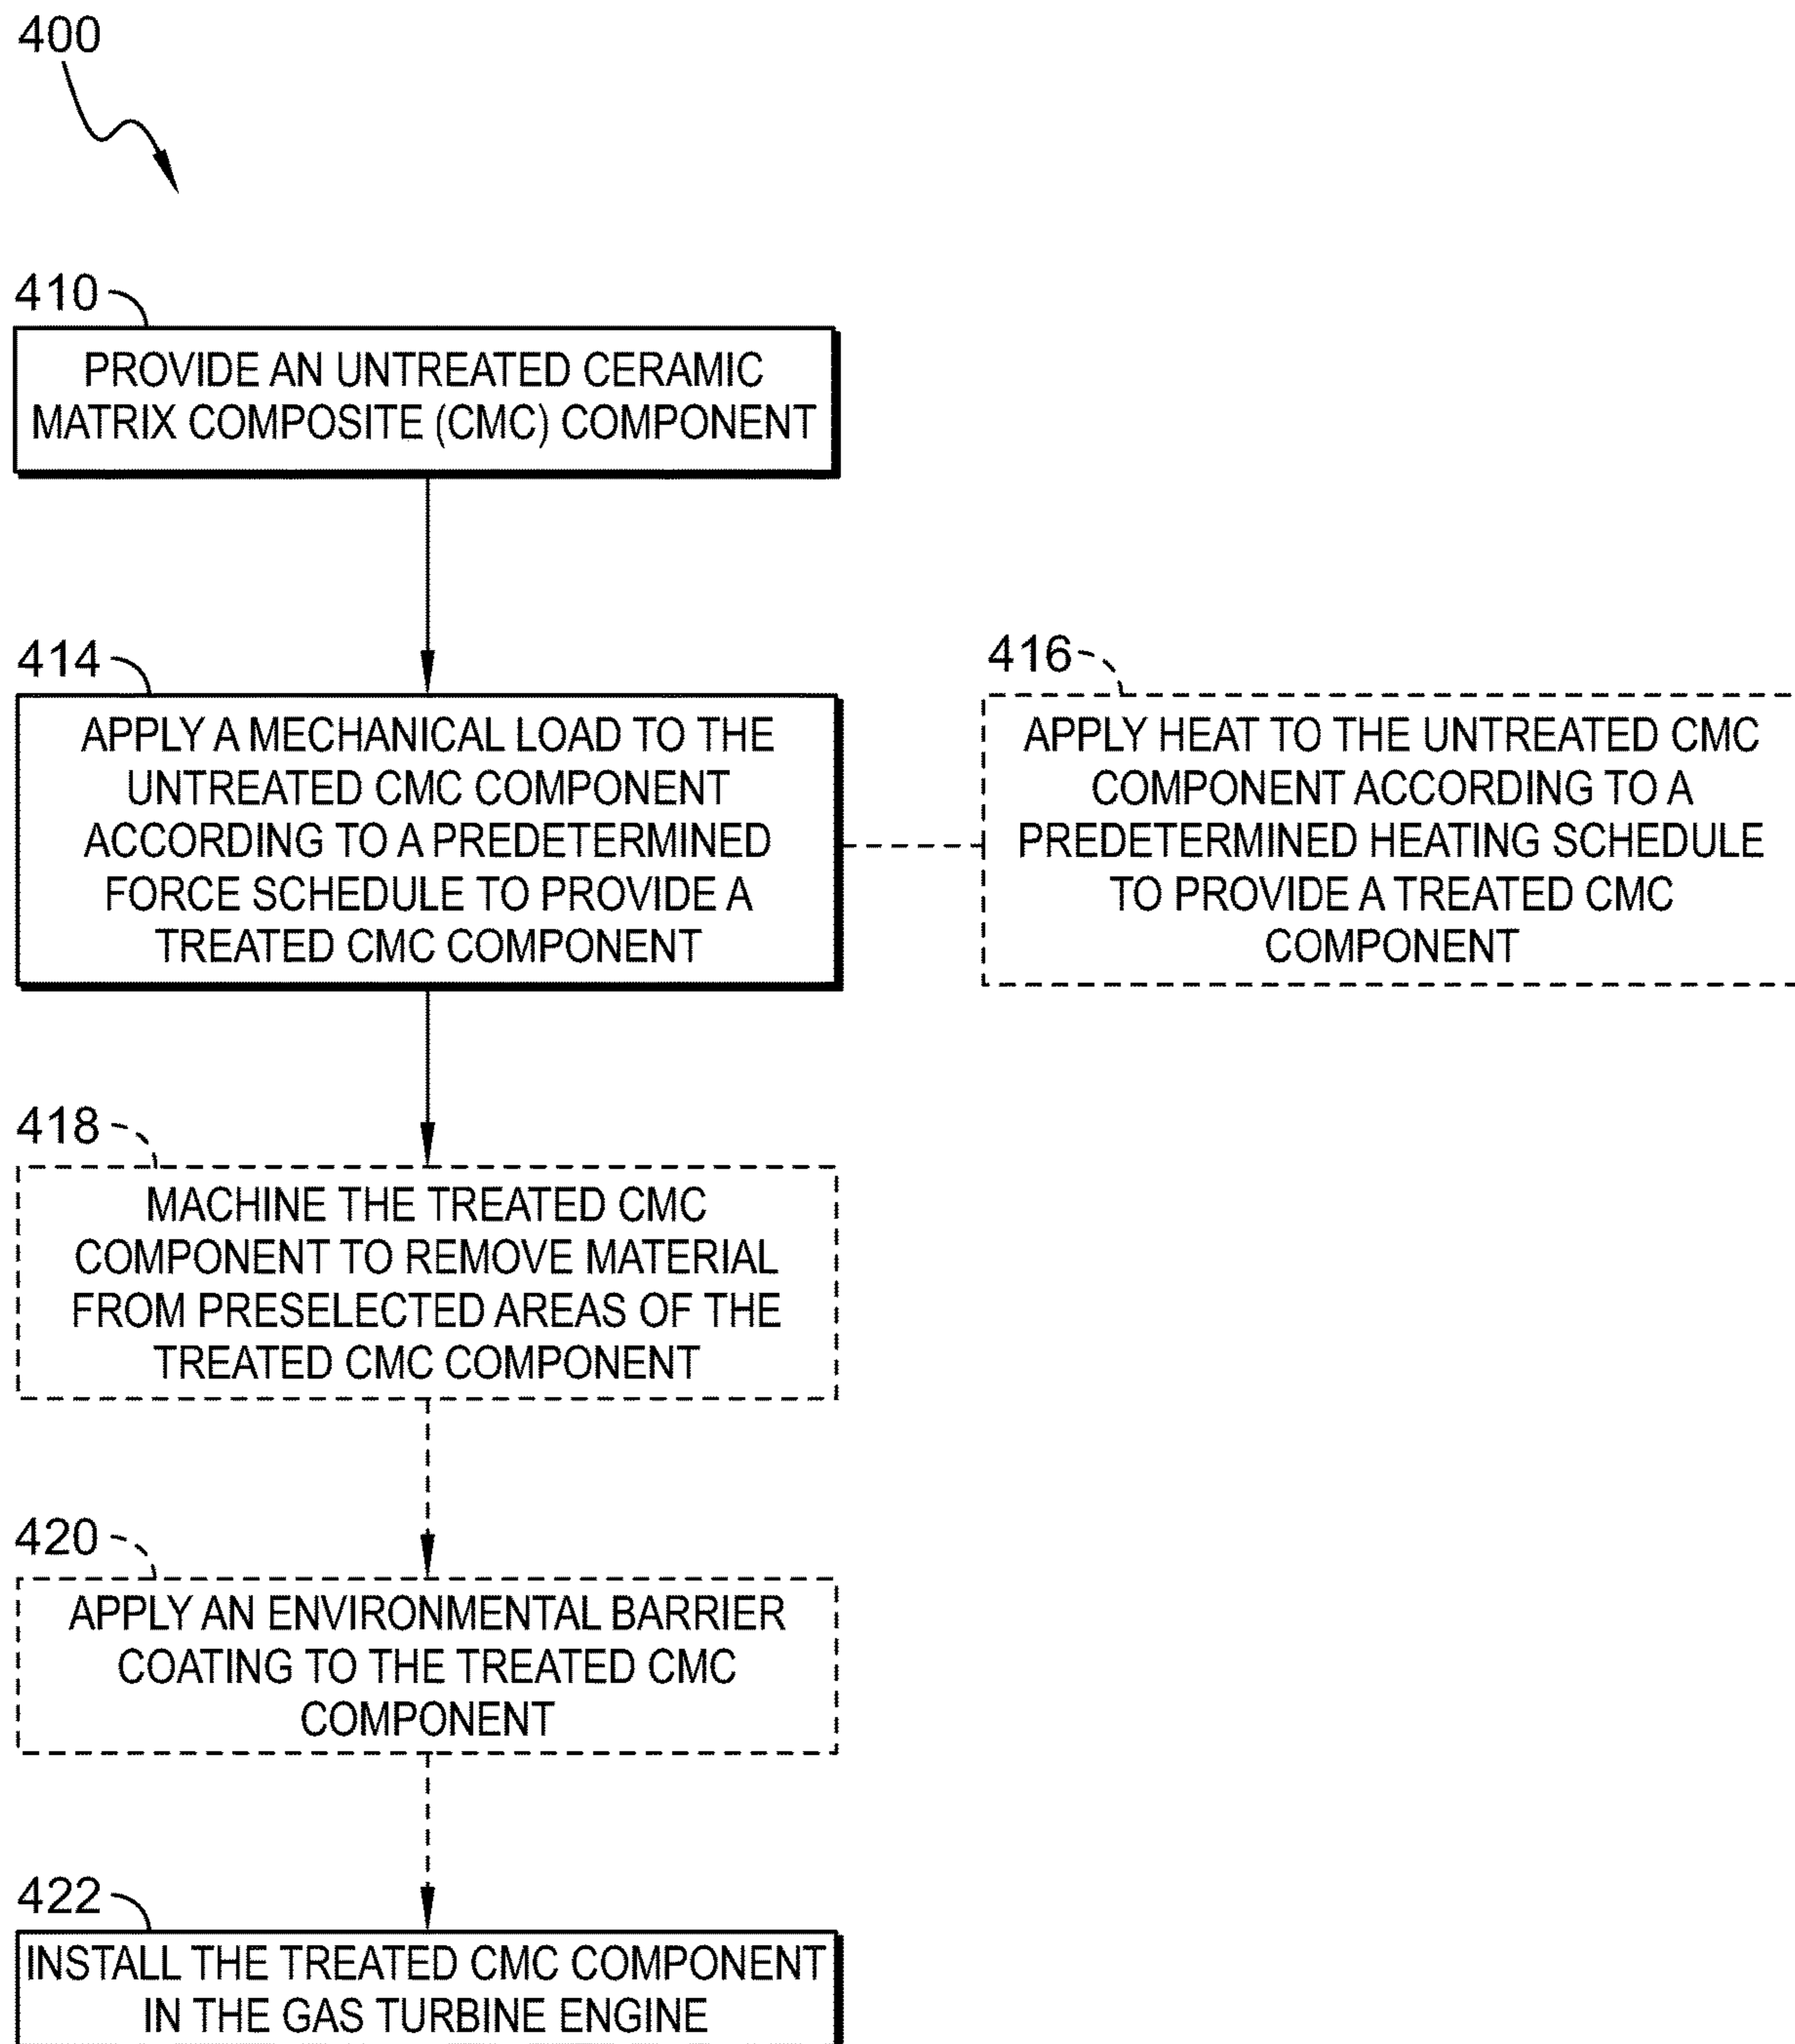 400
410
PROVIDE AN UNTREATED CERAMIC
MATRIX COMPOSITE (CMC) COMPONENT
414
APPLY A MECHANICAL LOAD TO THE
UNTREATED CMC COMPONENT
ACCORDING TO A PREDETERMINED
FORCE SCHEDULE TO PROVIDE A
TREATED CMC COMPONENT
416
APPLY HEAT TO THE UNTREATED CMC
COMPONENT ACCORDING TO A
PREDETERMINED HEATING SCHEDULE
TO PROVIDE A TREATED CMC
COMPONENT
418
MACHINE THE TREATED CMC
COMPONENT TO REMOVE MATERIAL
FROM PRESELECTED AREAS OF THE
TREATED CMC COMPONENT
420
APPLY AN ENVIRONMENTAL BARRIER
COATING TO THE TREATED CMC
COMPONENT
422
INSTALL THE TREATED CMC COMPONENT
IN THE GAS TURBINE ENGINE